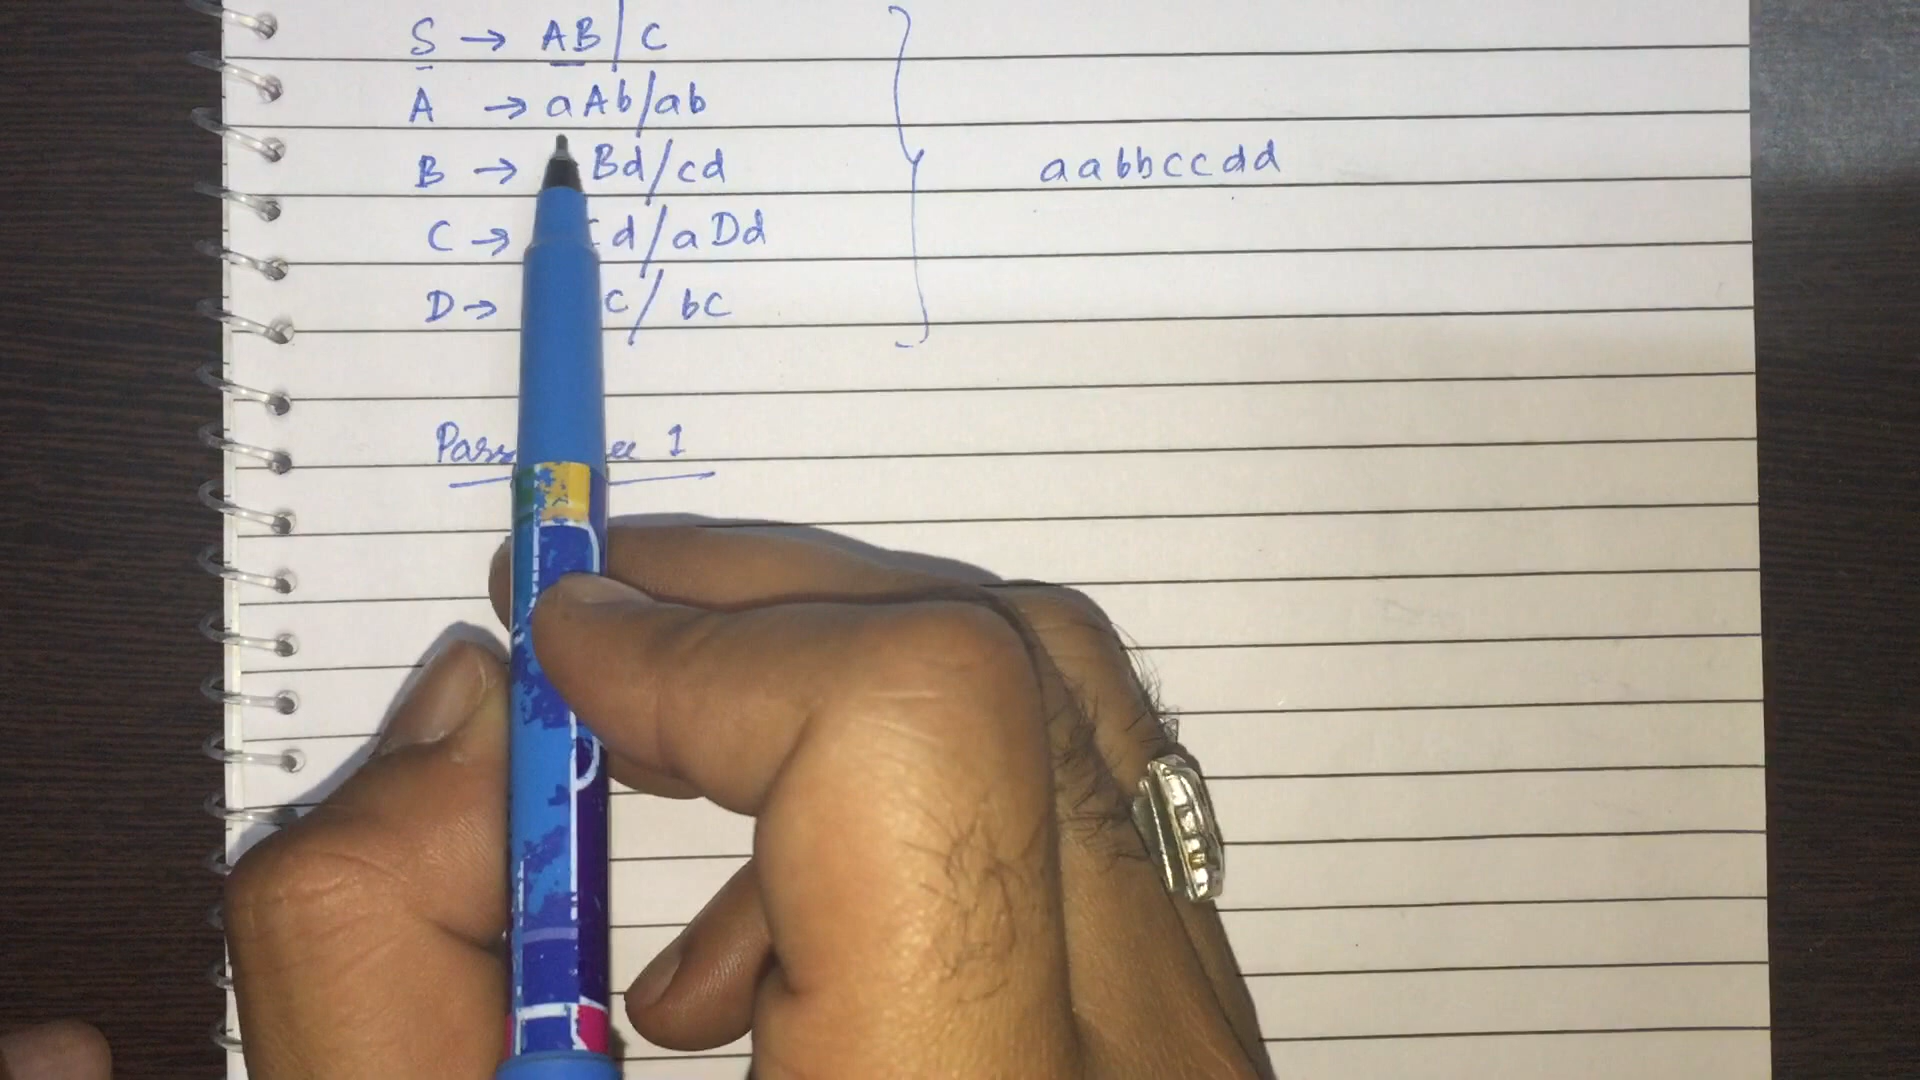 S → AB | C
A → aAb/ab
B → Bd/cd
aabbccdd
C → d/aDd
D → C/bC
1